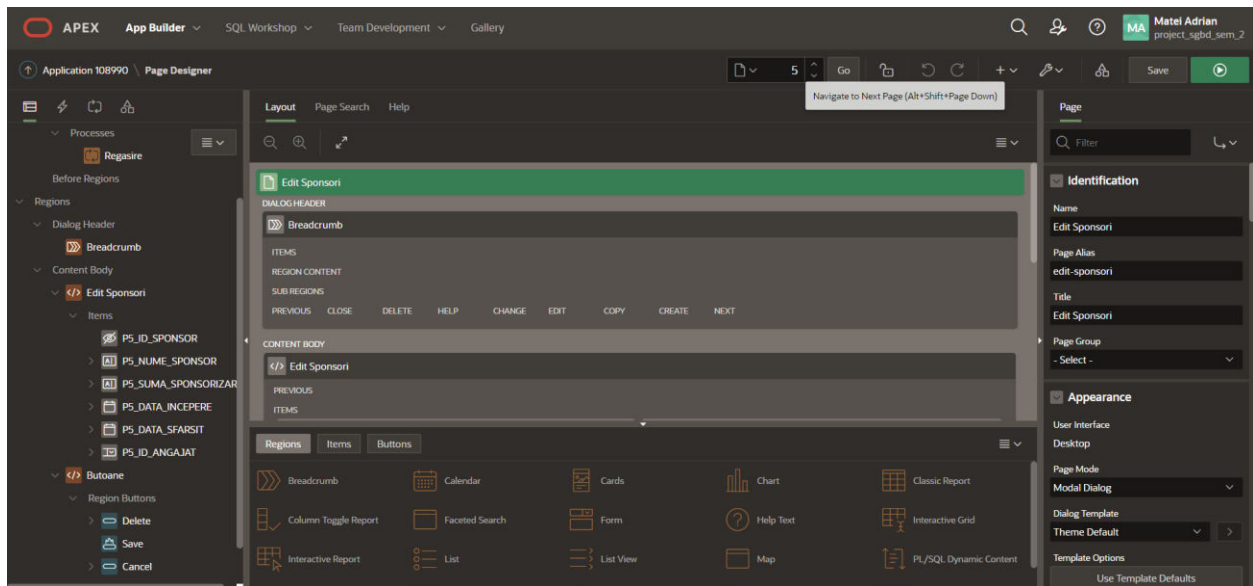 APEX App Builder SQL Workshop Team Development Gallery MA Matei Adrian
project_sgbd_sem_2
Application 108990 \ Page Designer 5 Go Save
Navigate to Next Page (Alt+Shift+Page Down)
Processes
Regasire
Before Regions
Regions
Dialog Header
Breadcrumb
Content Body
Edit Sponsori
Items
P5_ID_SPONSOR
P5_NUME_SPONSOR
P5_SUMA_SPONSORIZAR
P5_DATA_INCEPERE
P5_DATA_SFARSIT
P5_ID_ANGAJAT
Butoane
Region Buttons
Delete
Save
Cancel
Layout Page Search Help
Edit Sponsori
DIALOG HEADER
Breadcrumb
ITEMS
REGION CONTENT
SUB REGIONS
PREVIOUS CLOSE DELETE HELP CHANGE EDIT COPY CREATE NEXT
CONTENT BODY
Edit Sponsori
PREVIOUS
ITEMS
Regions Items Buttons
Breadcrumb Calendar Cards Chart Classic Report
Column Toggle Report Faceted Search Form Help Text Interactive Grid
Interactive Report List List View Map PL/SQL Dynamic Content
Page
Filter
Identification
Name
Edit Sponsori
Page Alias
edit-sponsori
Title
Edit Sponsori
Page Group
- Select -
Appearance
User Interface
Desktop
Page Mode
Modal Dialog
Dialog Template
Theme Default
Template Options
Use Template Defaults